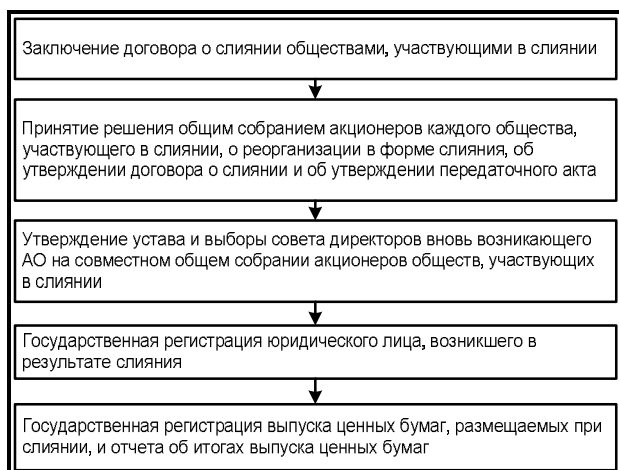 Заключение договора о слиянии обществами, участвующими в слиянии
Принятие решения общим собранием акционеров каждого общества,
участвующего в слиянии, о реорганизации в форме слияния, об
утверждении договора о слиянии и об утверждении передаточного акта
Утверждение устава и выборы совета директоров вновь возникающего
АО на совместном общем собрании акционеров обществ, участвующих
в слиянии
Государственная регистрация юридического лица, возникшего в
результате слияния
Государственная регистрация выпуска ценных бумаг, размещаемых при
слиянии, и отчета об итогах выпуска ценных бумаг